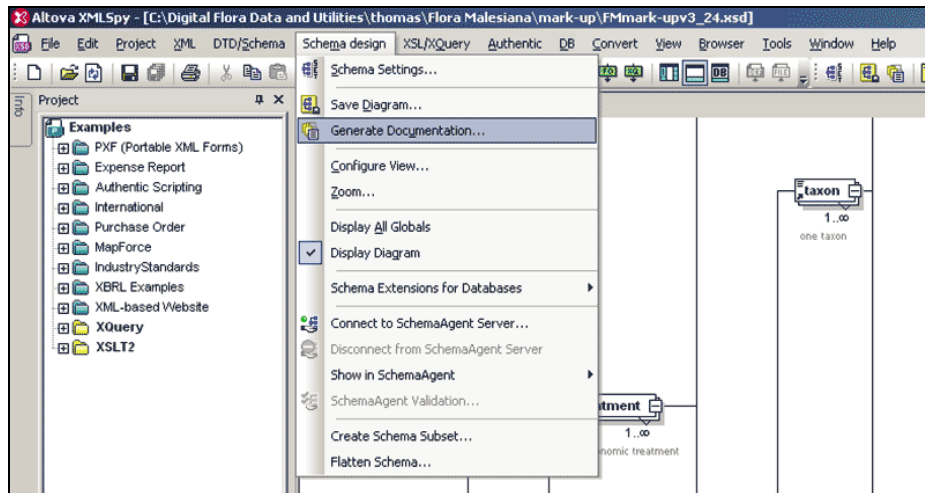 Altova XMLSpy - [C:\Digital Flora Data and Utilities\thomas\Flora Malesiana\mark-up\FMmark-upv3_24.xsd]
File Edit Project XML DTD/Schema Schema design XSL/XQuery Authentic DB Convert View Browser Tools Window Help
Info
Project
Examples
PXF (Portable XML Forms)
Expense Report
Authentic Scripting
International
Purchase Order
MapForce
IndustryStandards
XBRL Examples
XML-based Website
XQuery
XSLT2
Schema Settings...
Save Diagram...
Generate Documentation...
Configure View...
Zoom...
Display All Globals
Display Diagram
Schema Extensions for Databases
Connect to SchemaAgent Server...
Disconnect from SchemaAgent Server
Show in SchemaAgent
SchemaAgent Validation...
Create Schema Subset...
Flatten Schema...
DB
taxon
1..∞
one taxon
tment
1..∞
nomic treatment